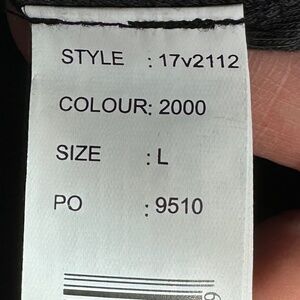 STYLE : 17v2112
COLOUR: 2000
SIZE : L
PO : 9510